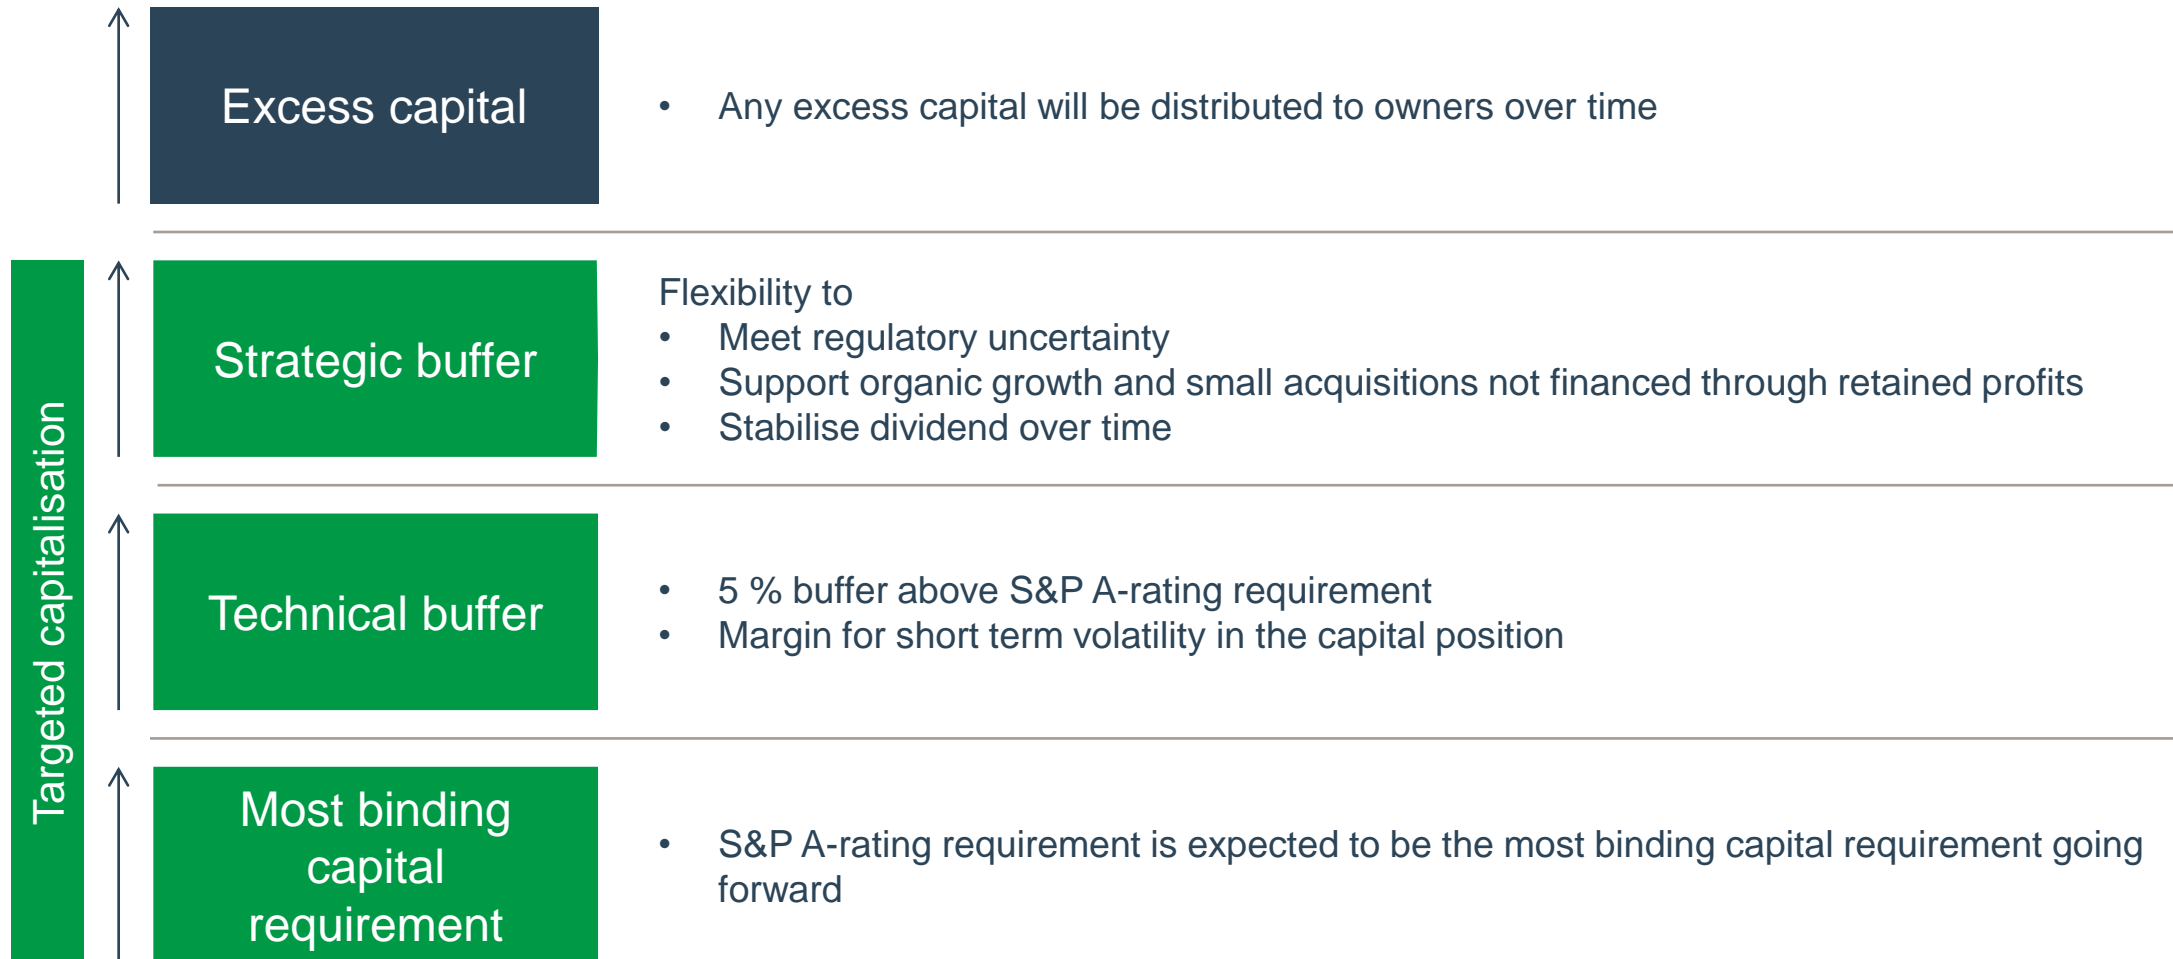 Excess capital
• Any excess capital will be distributed to owners over time
Targeted capitalisation
Strategic buffer
Flexibility to
• Meet regulatory uncertainty
• Support organic growth and small acquisitions not financed through retained profits
• Stabilise dividend over time
Technical buffer
• 5 % buffer above S&P A-rating requirement
• Margin for short term volatility in the capital position
Most binding
capital
requirement
• S&P A-rating requirement is expected to be the most binding capital requirement going
forward